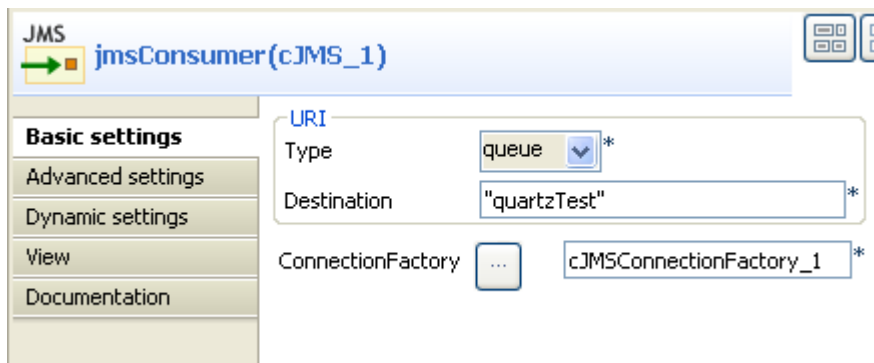 JMS
jmsConsumer(cJMS_1)
Basic settings
Advanced settings
Dynamic settings
View
Documentation
URI
Type queue *
Destination "quartzTest" *
ConnectionFactory ... cJMSConnectionFactory_1 *